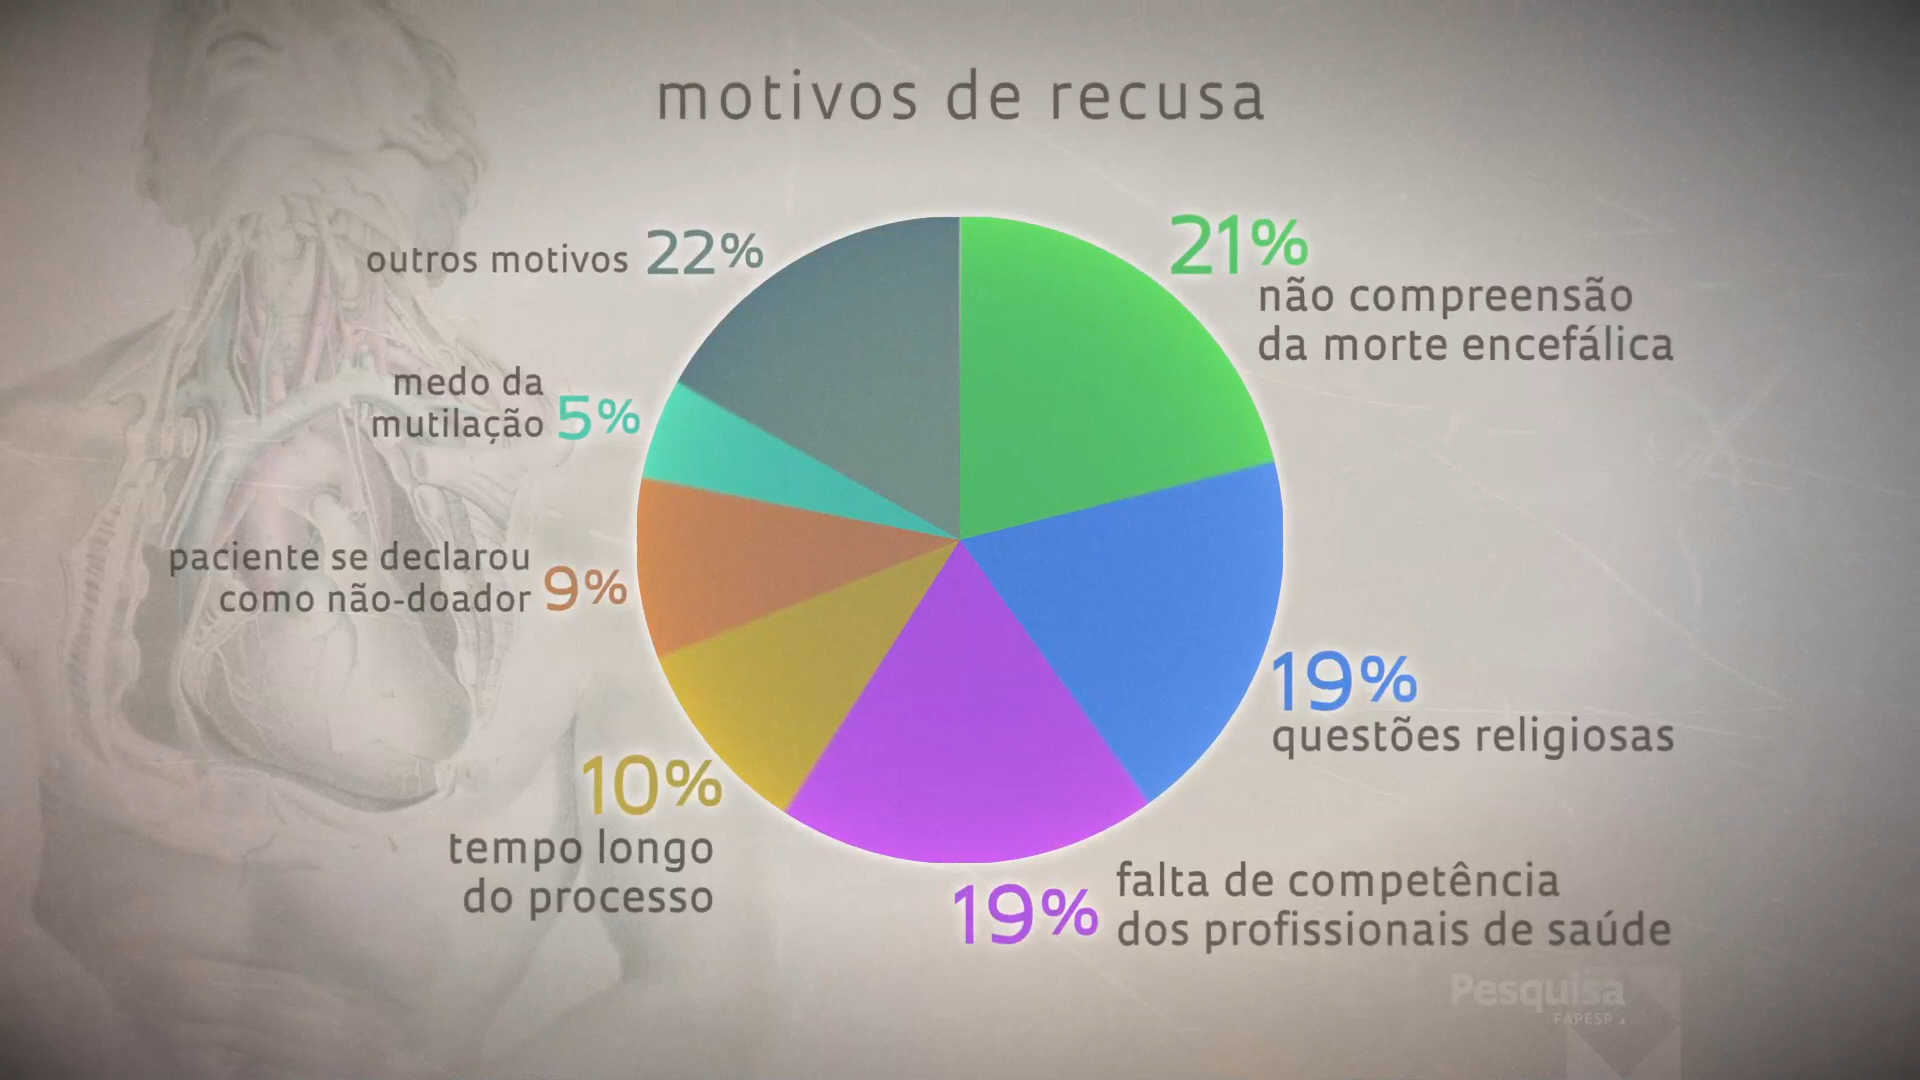 motivos de recusa
outros motivos 22%
21%
não compreensão
da morte encefálica
medo da
mutilação 5%
paciente se declarou
como não-doador 9%
19%
questões religiosas
10%
tempo longo
do processo
19%
falta de competência
dos profissionais de saúde
Pesquisa
FAPESP